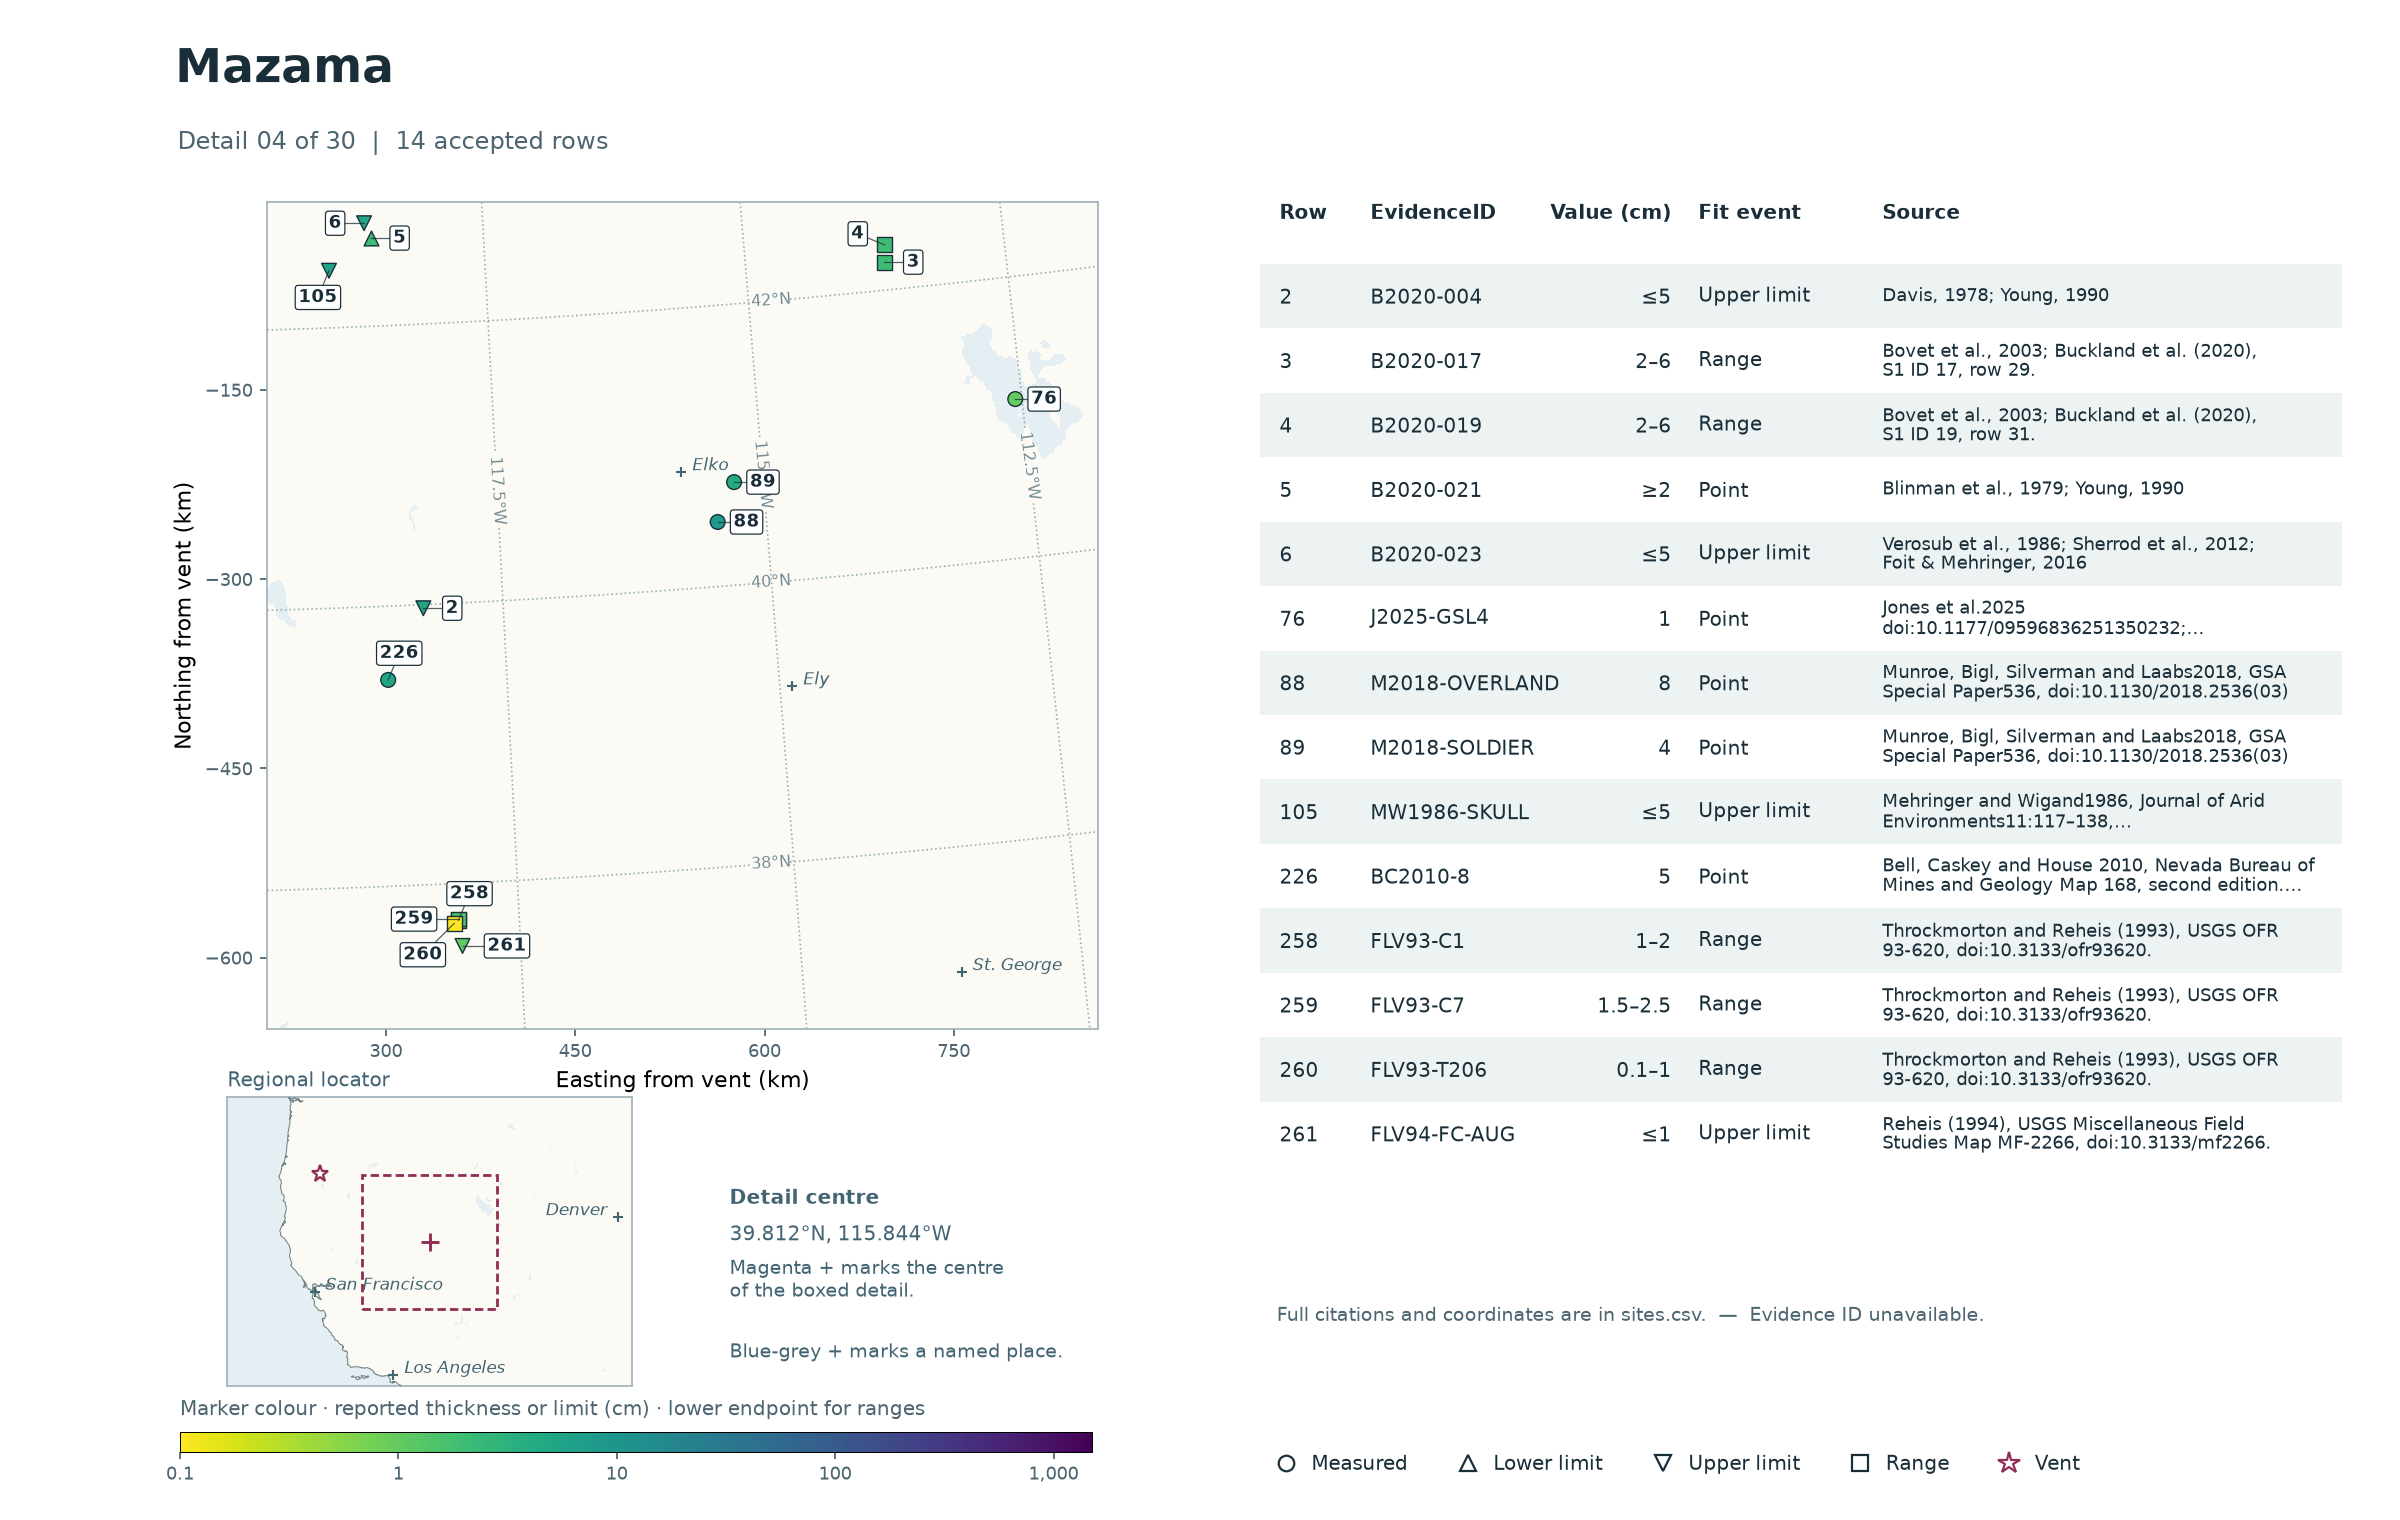 Mazama
Detail 04 of 30 | 14 accepted rows
6
5
105
4
3
42°N
76
117.5°W
115°W
112.5°W
Elko
89
88
40°N
2
226
Ely
38°N
258
259
260
261
St. George
−150
−300
−450
−600
Northing from vent (km)
300
450
600
750
Easting from vent (km)
Regional locator
Denver
San Francisco
Los Angeles
Detail centre
39.812°N, 115.844°W
Magenta + marks the centre
of the boxed detail.
Blue-grey + marks a named place.
Marker colour · reported thickness or limit (cm) · lower endpoint for ranges
0.1 1 10 100 1,000
Row EvidenceID Value (cm) Fit event Source
2 B2020-004 ≤5 Upper limit Davis, 1978; Young, 1990
3 B2020-017 2–6 Range Bovet et al., 2003; Buckland et al. (2020),
S1 ID 17, row 29.
4 B2020-019 2–6 Range Bovet et al., 2003; Buckland et al. (2020),
S1 ID 19, row 31.
5 B2020-021 ≥2 Point Blinman et al., 1979; Young, 1990
6 B2020-023 ≤5 Upper limit Verosub et al., 1986; Sherrod et al., 2012;
Foit & Mehringer, 2016
76 J2025-GSL4 1 Point Jones et al.2025
doi:10.1177/09596836251350232;…
88 M2018-OVERLAND 8 Point Munroe, Bigl, Silverman and Laabs2018, GSA
Special Paper536, doi:10.1130/2018.2536(03)
89 M2018-SOLDIER 4 Point Munroe, Bigl, Silverman and Laabs2018, GSA
Special Paper536, doi:10.1130/2018.2536(03)
105 MW1986-SKULL ≤5 Upper limit Mehringer and Wigand1986, Journal of Arid
Environments11:117–138,…
226 BC2010-8 5 Point Bell, Caskey and House 2010, Nevada Bureau of
Mines and Geology Map 168, second edition.…
258 FLV93-C1 1–2 Range Throckmorton and Reheis (1993), USGS OFR
93-620, doi:10.3133/ofr93620.
259 FLV93-C7 1.5–2.5 Range Throckmorton and Reheis (1993), USGS OFR
93-620, doi:10.3133/ofr93620.
260 FLV93-T206 0.1–1 Range Throckmorton and Reheis (1993), USGS OFR
93-620, doi:10.3133/ofr93620.
261 FLV94-FC-AUG ≤1 Upper limit Reheis (1994), USGS Miscellaneous Field
Studies Map MF-2266, doi:10.3133/mf2266.
Full citations and coordinates are in sites.csv. — Evidence ID unavailable.
Measured Lower limit Upper limit Range Vent